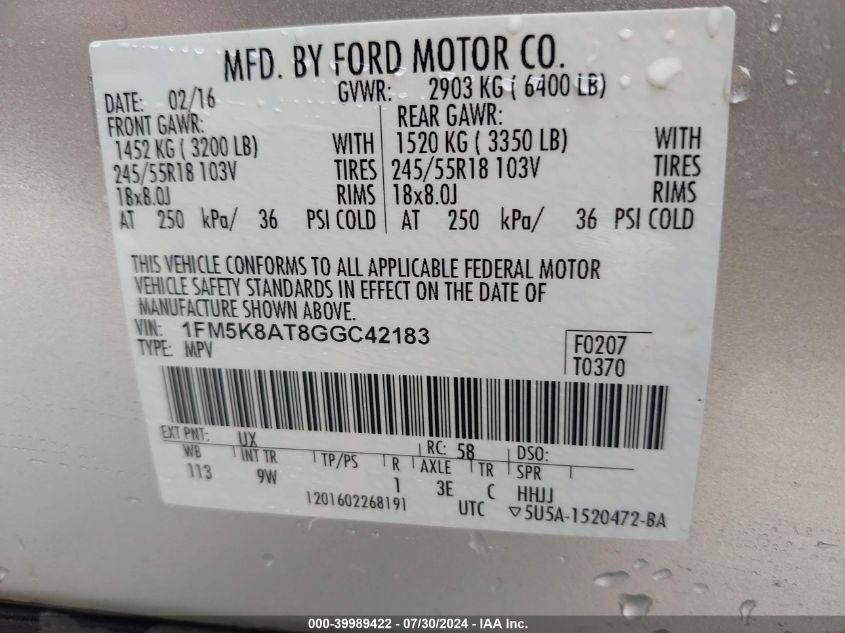 MFD. BY FORD MOTOR CO.
DATE: 02/16 GVWR: 2903 KG ( 6400 LB)
FRONT GAWR: REAR GAWR:
1452 KG ( 3200 LB) WITH 1520 KG ( 3350 LB) WITH
245/55R18 103V TIRES 245/55R18 103V TIRES
18x8.0J RIMS 18x8.0J RIMS
AT 250 kPa/ 36 PSI COLD AT 250 kPa/ 36 PSI COLD
THIS VEHICLE CONFORMS TO ALL APPLICABLE FEDERAL MOTOR
VEHICLE SAFETY STANDARDS IN EFFECT ON THE DATE OF
MANUFACTURE SHOWN ABOVE.
VIN: 1FM5K8AT8GGC42183 F0207
TYPE: MPV T0370
EXT PNT: UX RC: 58 DSO:
WB INT TR TP/PS R AXLE TR SPR
113 9W 1 3E C HHJJ
1201602268191 UTC ▽5U5A-1520472-BA
000-39989422 / 07/30/2024 - IAA Inc.